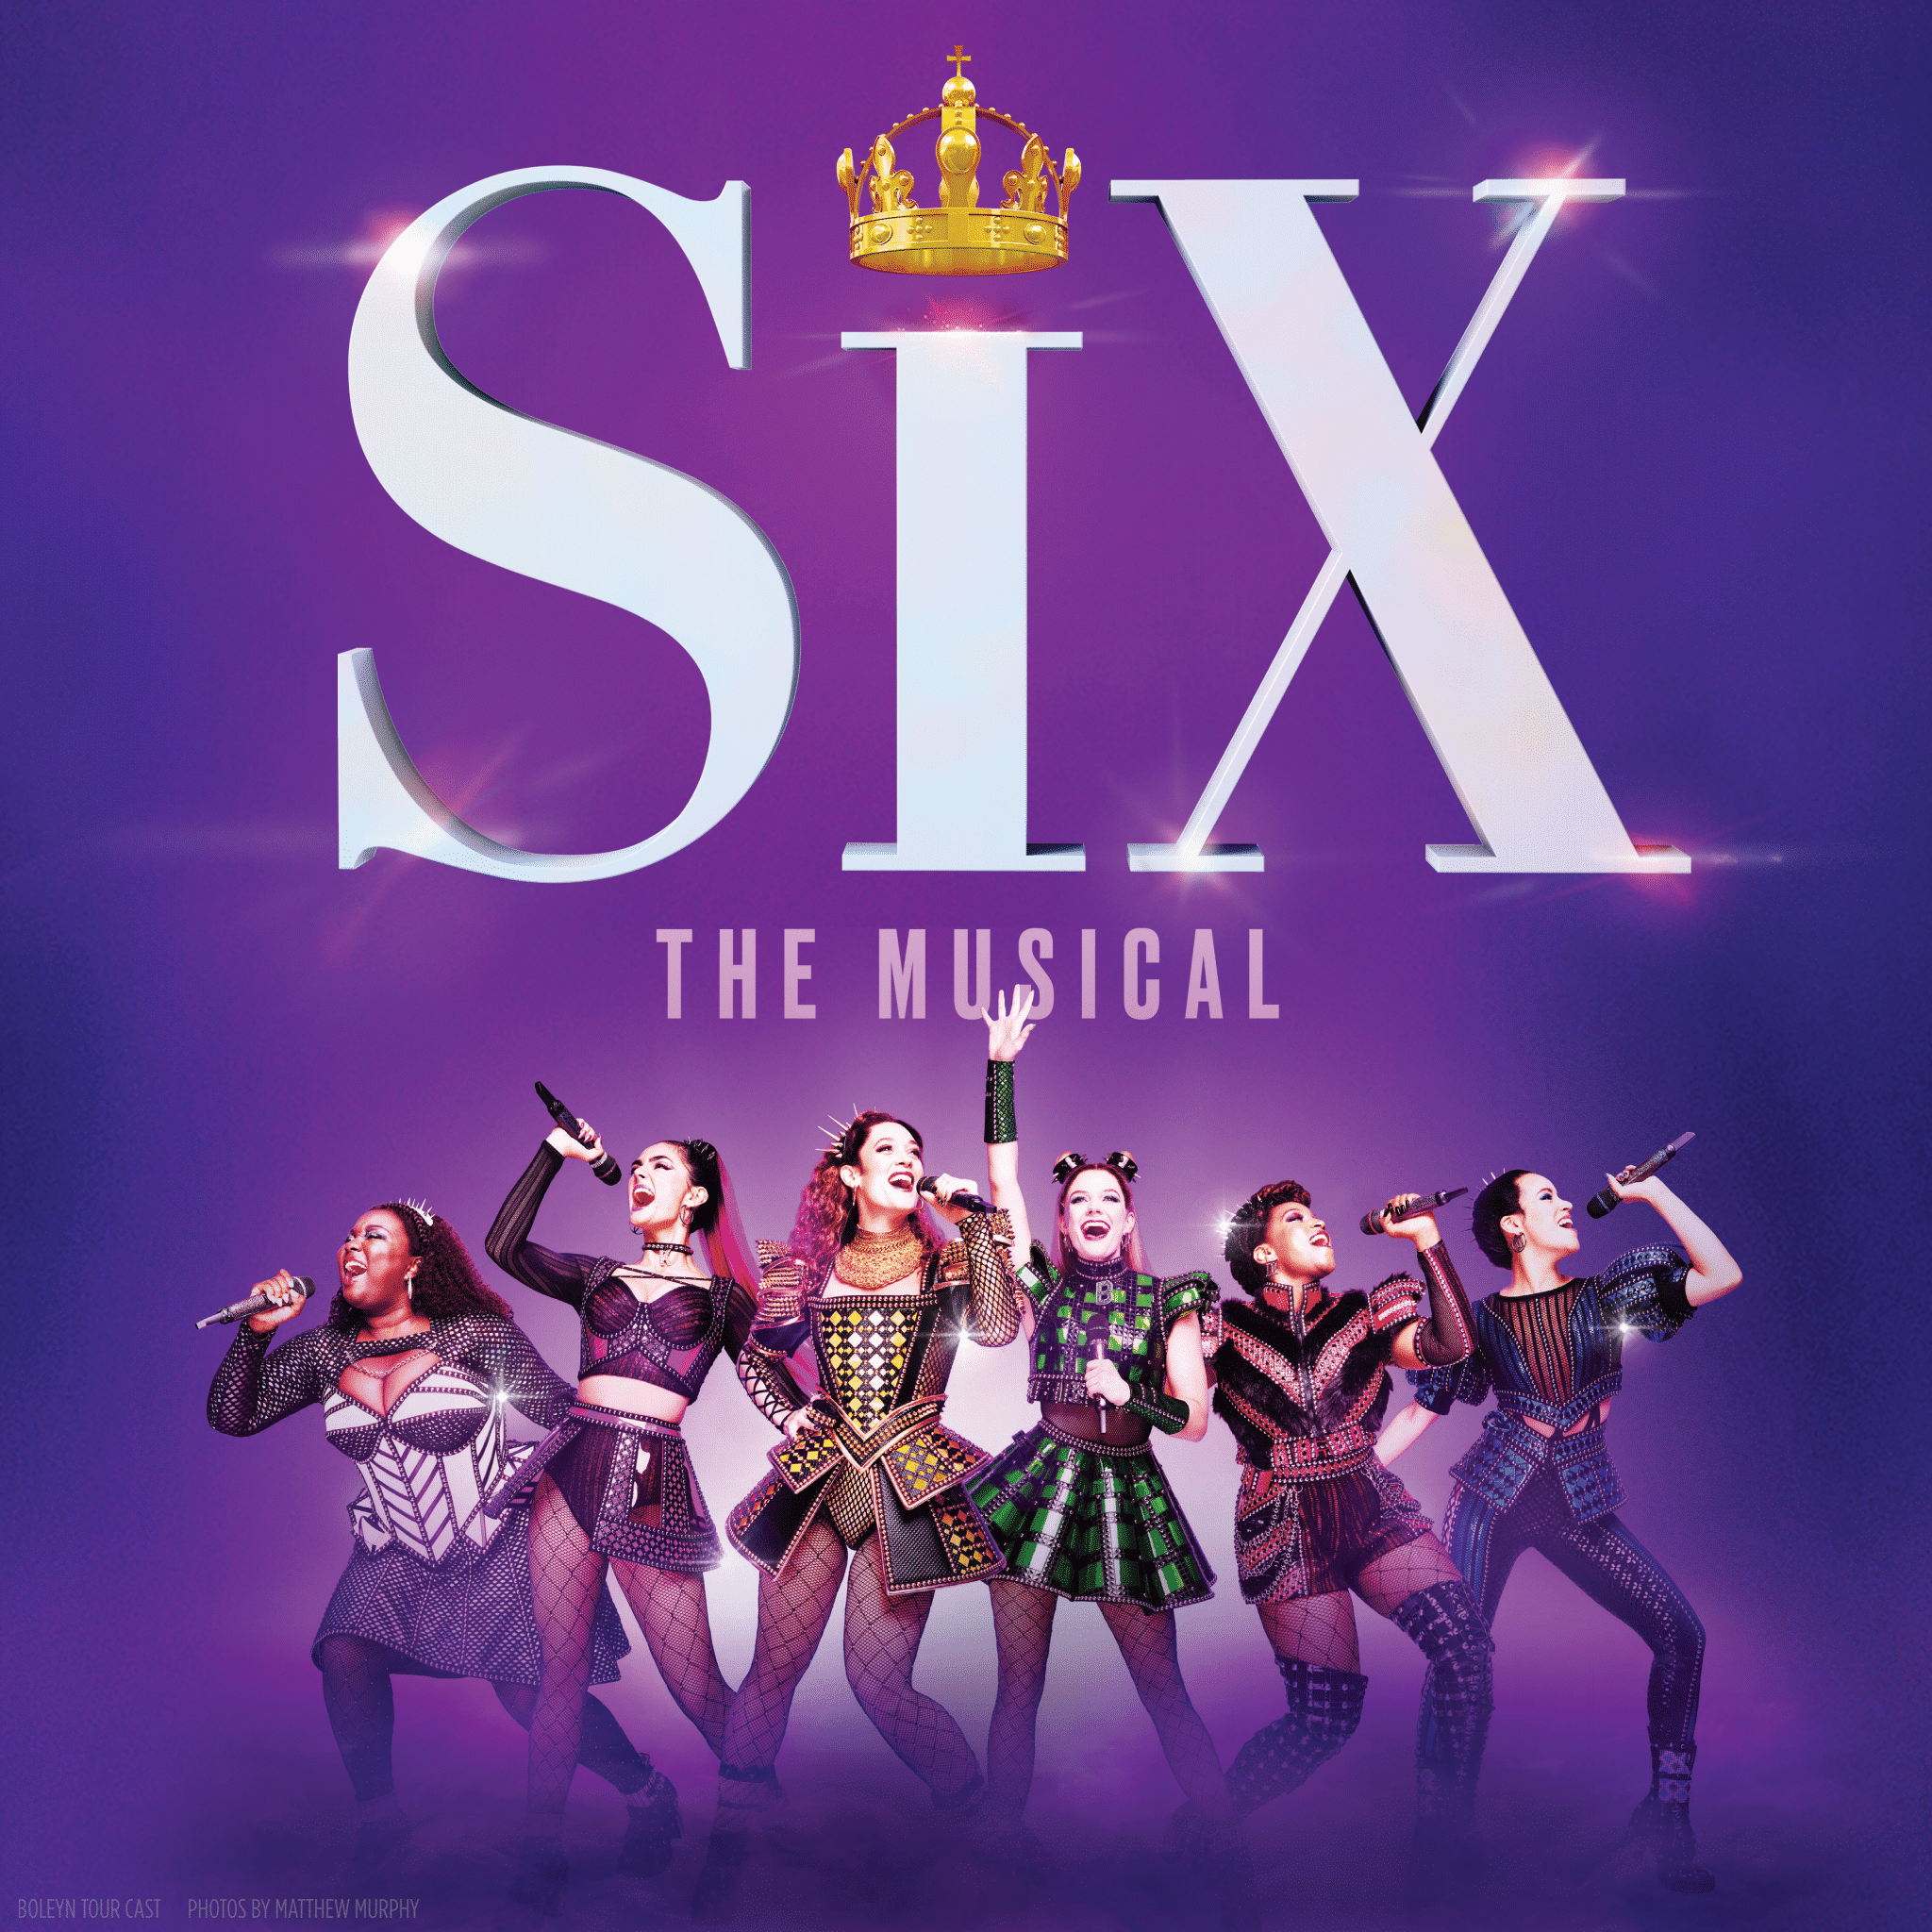 SiX
THE MUSICAL
B
BOLEYN TOUR CAST PHOTOS BY MATTHEW MURPHY